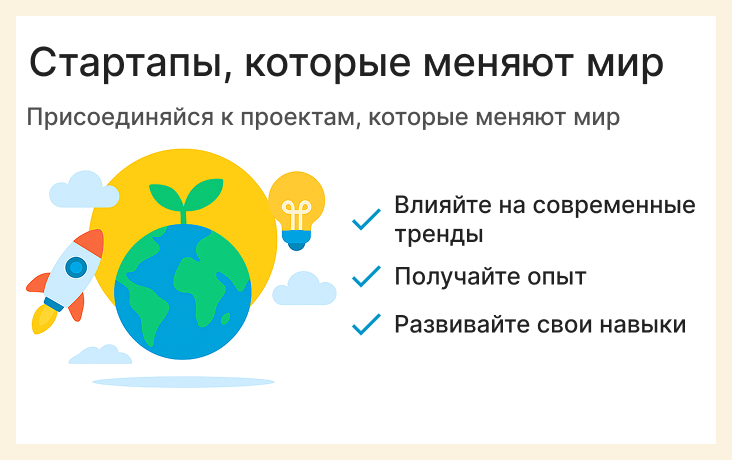 Стартапы, которые меняют мир
Присоединяйся к проектам, которые меняют мир
Влияйте на современные
тренды
Получайте опыт
Развивайте свои навыки